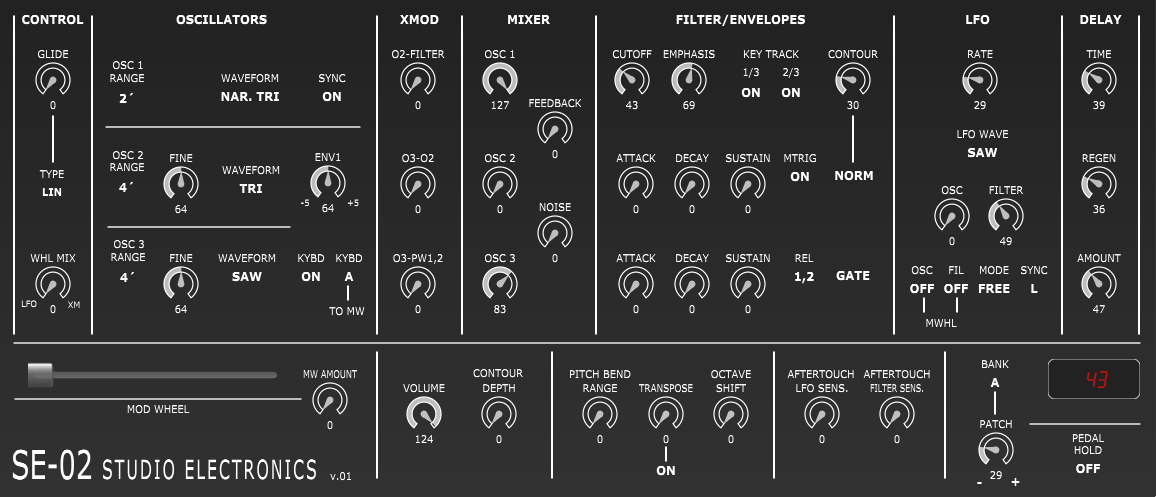 CONTROL
OSCILLATORS
XMOD
MIXER
FILTER/ENVELOPES
LFO
DELAY
GLIDE
0
TYPE
LIN
WHL MIX
LFO
0
XM
OSC 1
RANGE
2´
WAVEFORM
NAR. TRI
SYNC
ON
OSC 2
RANGE
4´
FINE
64
WAVEFORM
TRI
ENV1
-5
64
+5
OSC 3
RANGE
4´
FINE
64
WAVEFORM
SAW
KYBD
ON
KYBD
A
TO MW
O2-FILTER
0
O3-O2
0
O3-PW1,2
0
OSC 1
127
FEEDBACK
0
OSC 2
0
NOISE
0
OSC 3
83
CUTOFF
43
EMPHASIS
69
KEY TRACK
1/3 2/3
ON ON
CONTOUR
30
ATTACK
0
DECAY
0
SUSTAIN
0
MTRIG
ON
NORM
ATTACK
0
DECAY
0
SUSTAIN
0
REL
1,2
GATE
RATE
29
LFO WAVE
SAW
OSC
0
FILTER
49
OSC FIL MODE SYNC
OFF OFF FREE L
MWHL
TIME
39
REGEN
36
AMOUNT
47
MOD WHEEL
MW AMOUNT
0
SE-02 STUDIO ELECTRONICS v.01
VOLUME
124
CONTOUR
DEPTH
0
PITCH BEND
RANGE
0
TRANSPOSE
0
ON
OCTAVE
SHIFT
0
AFTERTOUCH
LFO SENS.
0
AFTERTOUCH
FILTER SENS.
0
BANK
A
PATCH
- 29 +
43
PEDAL
HOLD
OFF